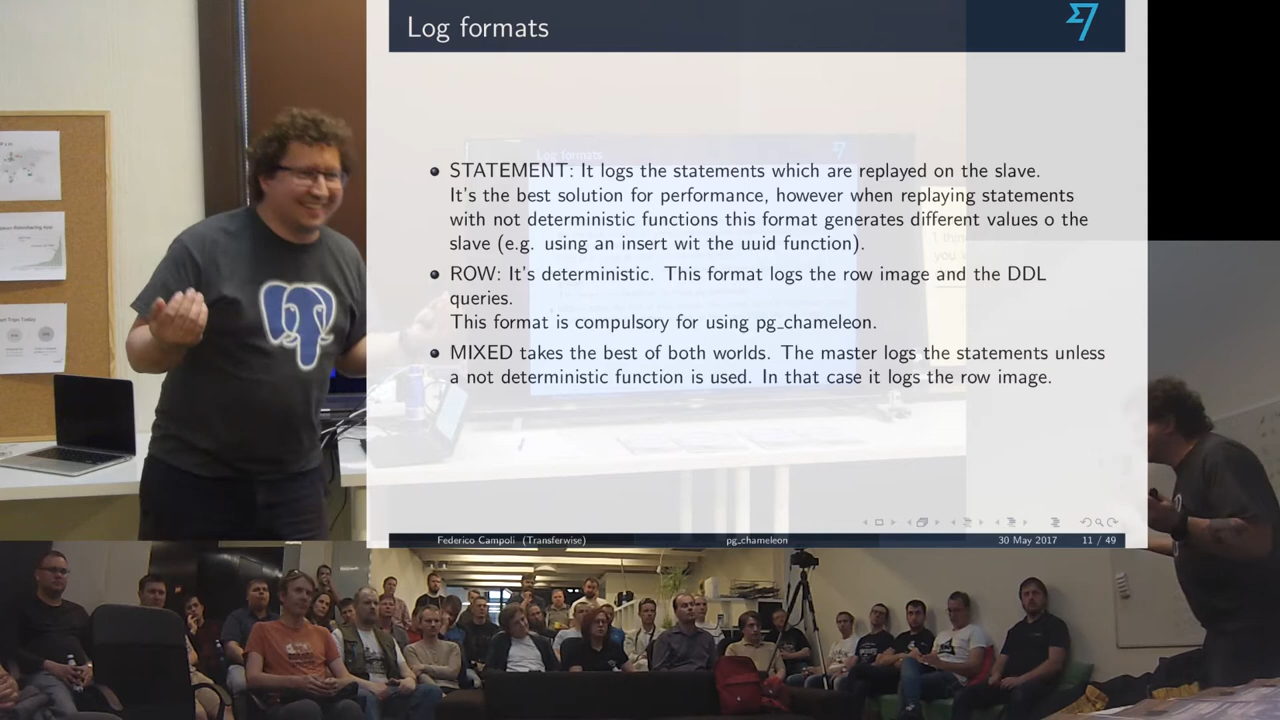 Log formats
STATEMENT: It logs the statements which are replayed on the slave.
It's the best solution for performance, however when replaying statements
with not deterministic functions this format generates different values o the
slave (e.g. using an insert wit the uuid function).
ROW: It's deterministic. This format logs the row image and the DDL
queries.
This format is compulsory for using pg_chameleon.
MIXED takes the best of both worlds. The master logs the statements unless
a not deterministic function is used. In that case it logs the row image.
Federico Campoli (Transferwise) pg_chameleon 30 May 2017 11 / 49